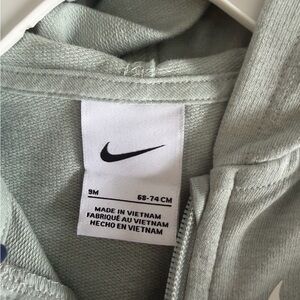 9M 68-74 CM
MADE IN VIETNAM
FABRIQUÉ AU VIETNAM
HECHO EN VIETNAM